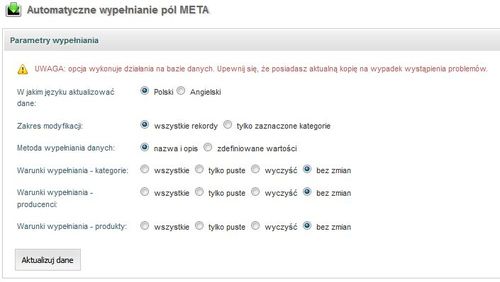 Automatyczne wypełnianie pól META
Parametry wypełniania
UWAGA: opcja wykonuje działania na bazie danych. Upewnij się, że posiadasz aktualną kopię na wypadek wystąpienia problemów.
W jakim języku aktualizować dane: Polski Angielski
Zakres modyfikacji: wszystkie rekordy tylko zaznaczone kategorie
Metoda wypełniania danych: nazwa i opis zdefiniowane wartości
Warunki wypełniania - kategorie: wszystkie tylko puste wyczyść bez zmian
Warunki wypełniania - producenci: wszystkie tylko puste wyczyść bez zmian
Warunki wypełniania - produkty: wszystkie tylko puste wyczyść bez zmian
Aktualizuj dane